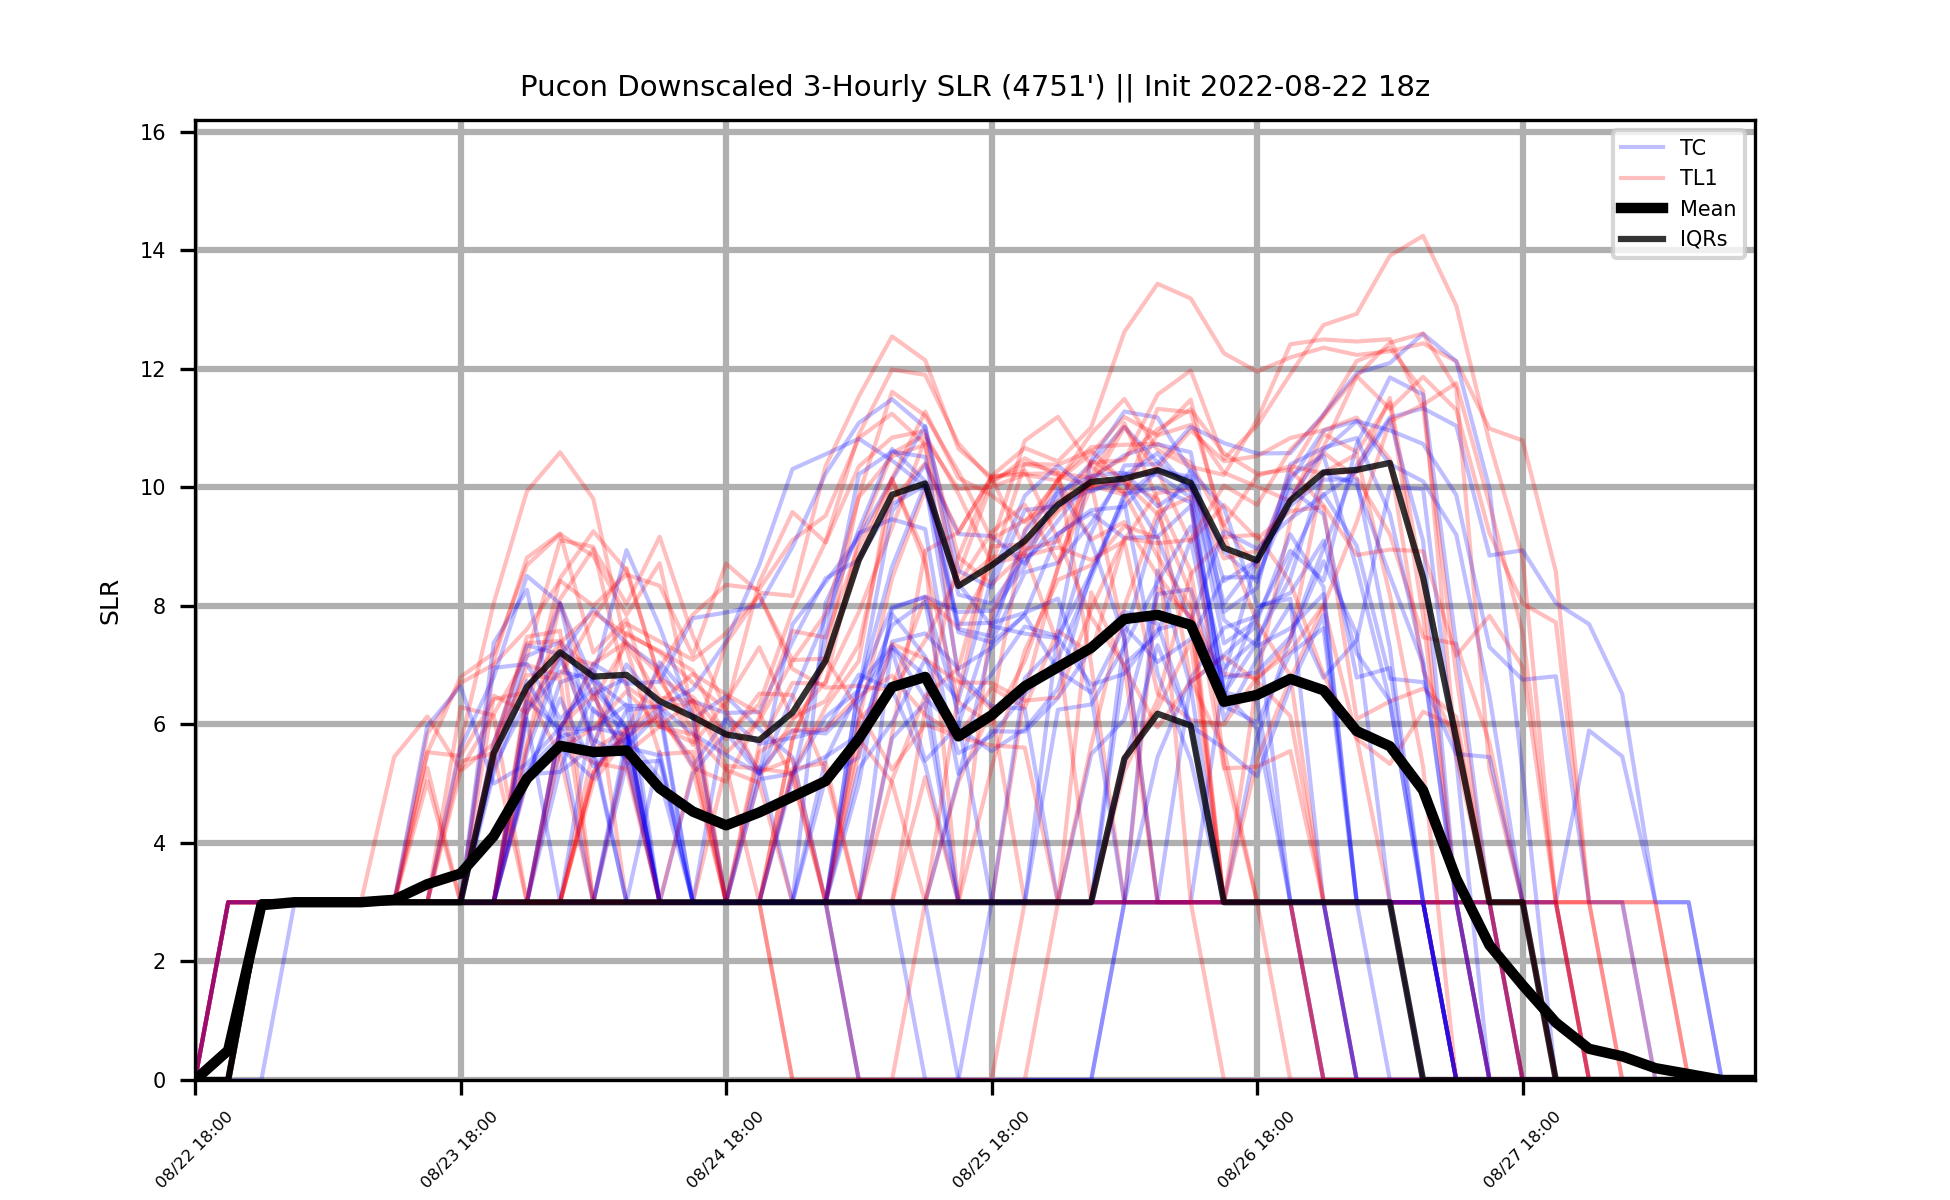 Pucon Downscaled 3-Hourly SLR (4751') || Init 2022-08-22 18z
SLR
16
14
12
10
8
6
4
2
0
TC
TL1
Mean
IQRs
08/22 18:00
08/23 18:00
08/24 18:00
08/25 18:00
08/26 18:00
08/27 18:00